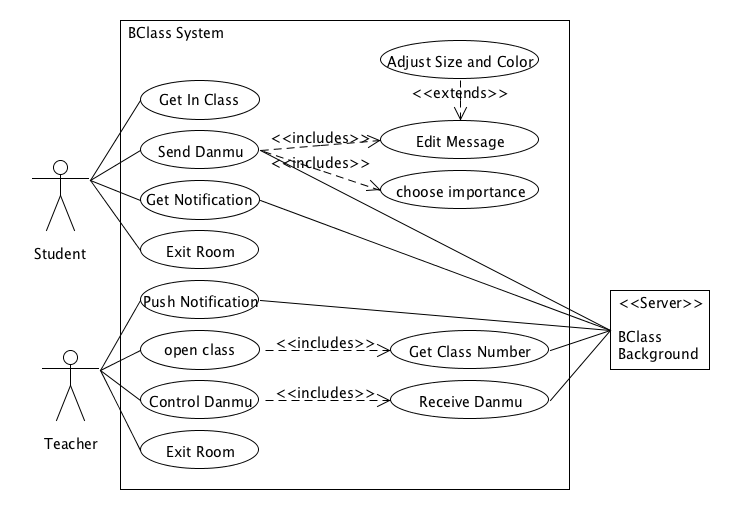 BClass System
Adjust Size and Color
<<extends>>
Get In Class
<<includes>>
Edit Message
Send Danmu
<<includes>>
choose importance
Get Notification
Student
Exit Room
Push Notification
<<Server>>
BClass
Background
open class
<<includes>>
Get Class Number
Control Danmu
<<includes>>
Receive Danmu
Teacher
Exit Room